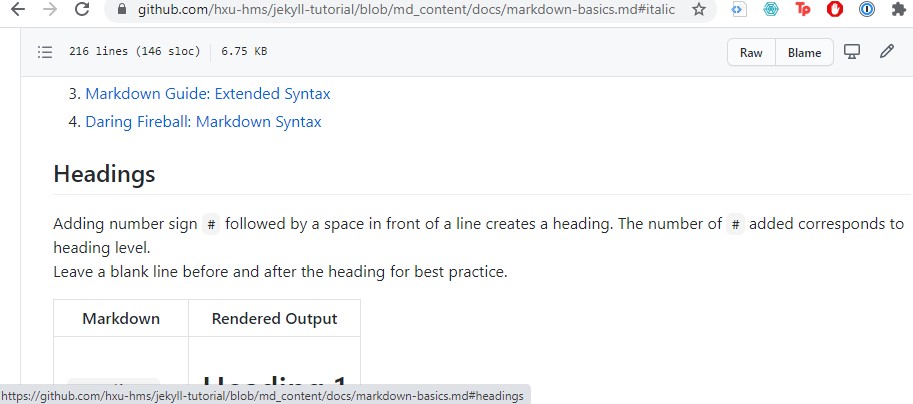 github.com/hxu-hms/jekyll-tutorial/blob/md_content/docs/markdown-basics.md#italic
Tp
216 lines (146 sloc) 6.75 KB
Raw Blame
3. Markdown Guide: Extended Syntax
4. Daring Fireball: Markdown Syntax
Headings
Adding number sign # followed by a space in front of a line creates a heading. The number of # added corresponds to
heading level.
Leave a blank line before and after the heading for best practice.
Markdown Rendered Output
Heading 1
https://github.com/hxu-hms/jekyll-tutorial/blob/md_content/docs/markdown-basics.md#headings